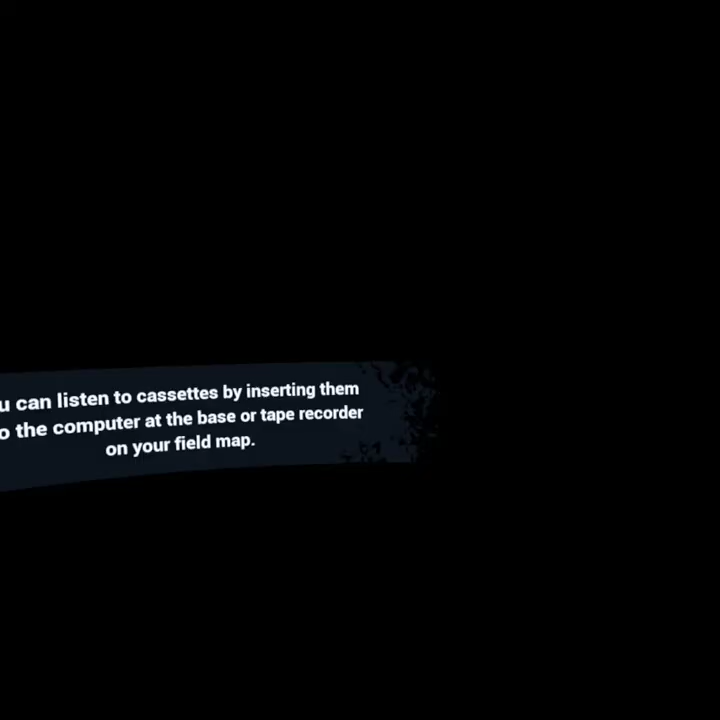 u can listen to cassettes by inserting them
o the computer at the base or tape recorder
on your field map.